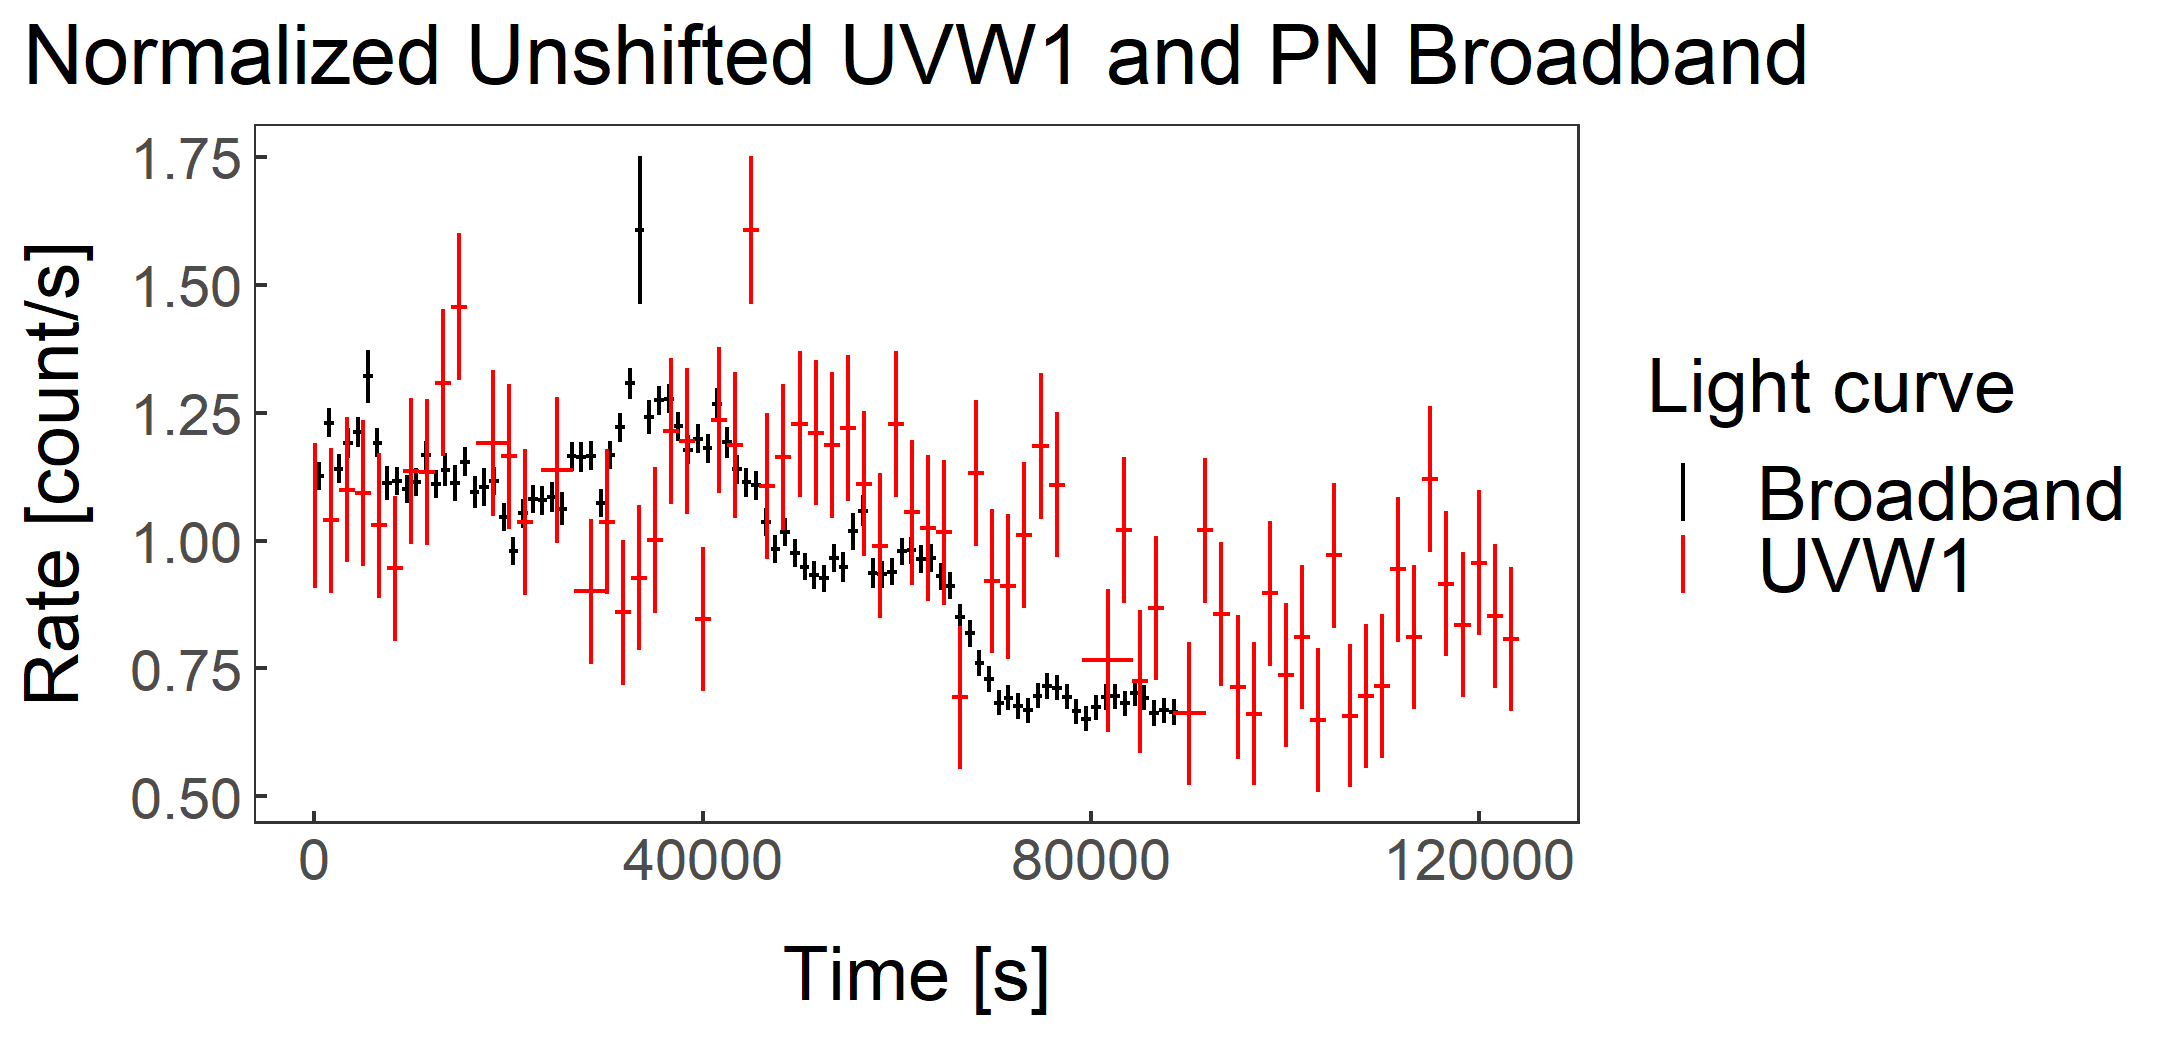 Normalized Unshifted UVW1 and PN Broadband
Rate [count/s]
1.75
1.50
1.25
1.00
0.75
0.50
0
40000
80000
120000
Time [s]
Light curve
Broadband
UVW1